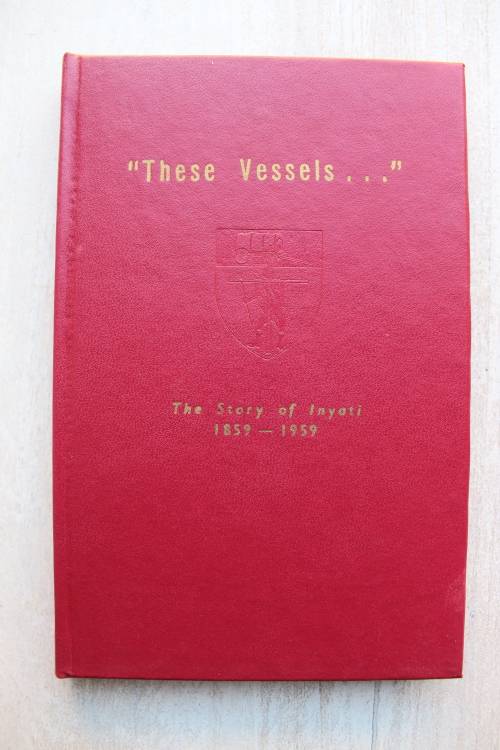 "These Vessels . . ."
The Story of Inyati
1859 — 1959